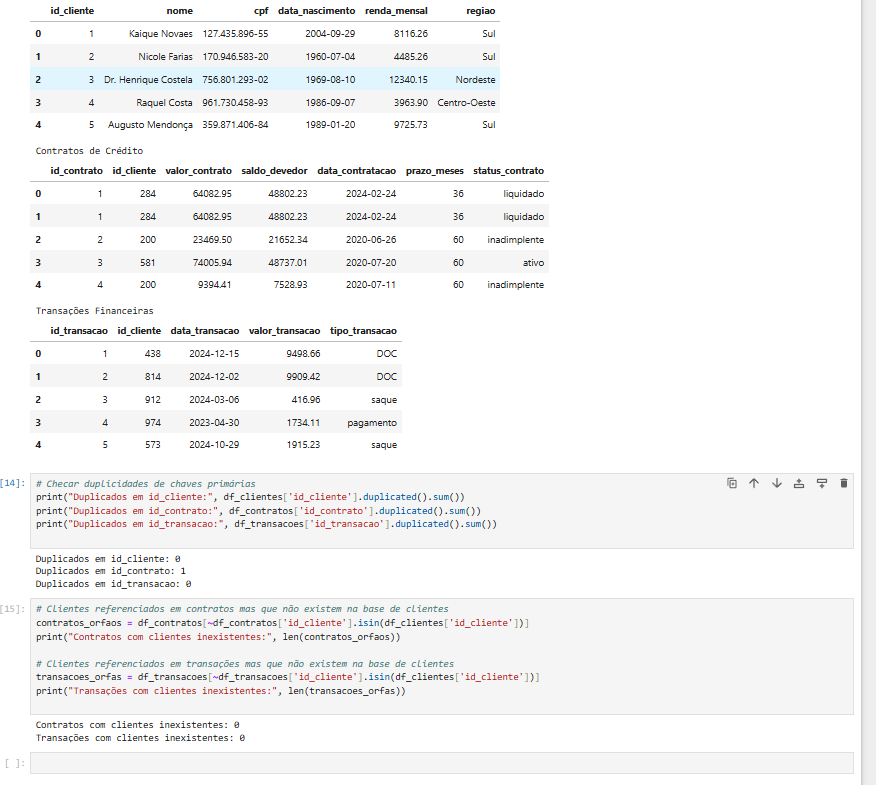 id_cliente nome cpf data_nascimento renda_mensal regiao
0 1 Kaique Novaes 127.435.896-55 2004-09-29 8116.26 Sul
1 2 Nicole Farias 170.946.583-20 1960-07-04 4485.26 Sul
2 3 Dr. Henrique Costela 756.801.293-02 1969-08-10 12340.15 Nordeste
3 4 Raquel Costa 961.730.458-93 1986-09-07 3963.90 Centro-Oeste
4 5 Augusto Mendonça 359.871.406-84 1989-01-20 9725.73 Sul
Contratos de Crédito
id_contrato id_cliente valor_contrato saldo_devedor data_contratacao prazo_meses status_contrato
0 1 284 64082.95 48802.23 2024-02-24 36 liquidado
1 1 284 64082.95 48802.23 2024-02-24 36 liquidado
2 2 200 23469.50 21652.34 2020-06-26 60 inadimplente
3 3 581 74005.94 48737.01 2020-07-20 60 ativo
4 4 200 9394.41 7528.93 2020-07-11 60 inadimplente
Transações Financeiras
id_transacao id_cliente data_transacao valor_transacao tipo_transacao
0 1 438 2024-12-15 9498.66 DOC
1 2 814 2024-12-02 9909.42 DOC
2 3 912 2024-03-06 416.96 saque
3 4 974 2023-04-30 1734.11 pagamento
4 5 573 2024-10-29 1915.23 saque
[14]: # Checar duplicidades de chaves primárias
print("Duplicados em id_cliente:", df_clientes['id_cliente'].duplicated().sum())
print("Duplicados em id_contrato:", df_contratos['id_contrato'].duplicated().sum())
print("Duplicados em id_transacao:", df_transacoes['id_transacao'].duplicated().sum())
Duplicados em id_cliente: 0
Duplicados em id_contrato: 1
Duplicados em id_transacao: 0
[15]: # Clientes referenciados em contratos mas que não existem na base de clientes
contratos_orfaos = df_contratos[~df_contratos['id_cliente'].isin(df_clientes['id_cliente'])]
print("Contratos com clientes inexistentes:", len(contratos_orfaos))
# Clientes referenciados em transações mas que não existem na base de clientes
transacoes_orfas = df_transacoes[~df_transacoes['id_cliente'].isin(df_clientes['id_cliente'])]
print("Transações com clientes inexistentes:", len(transacoes_orfas))
Contratos com clientes inexistentes: 0
Transações com clientes inexistentes: 0
[ ]: